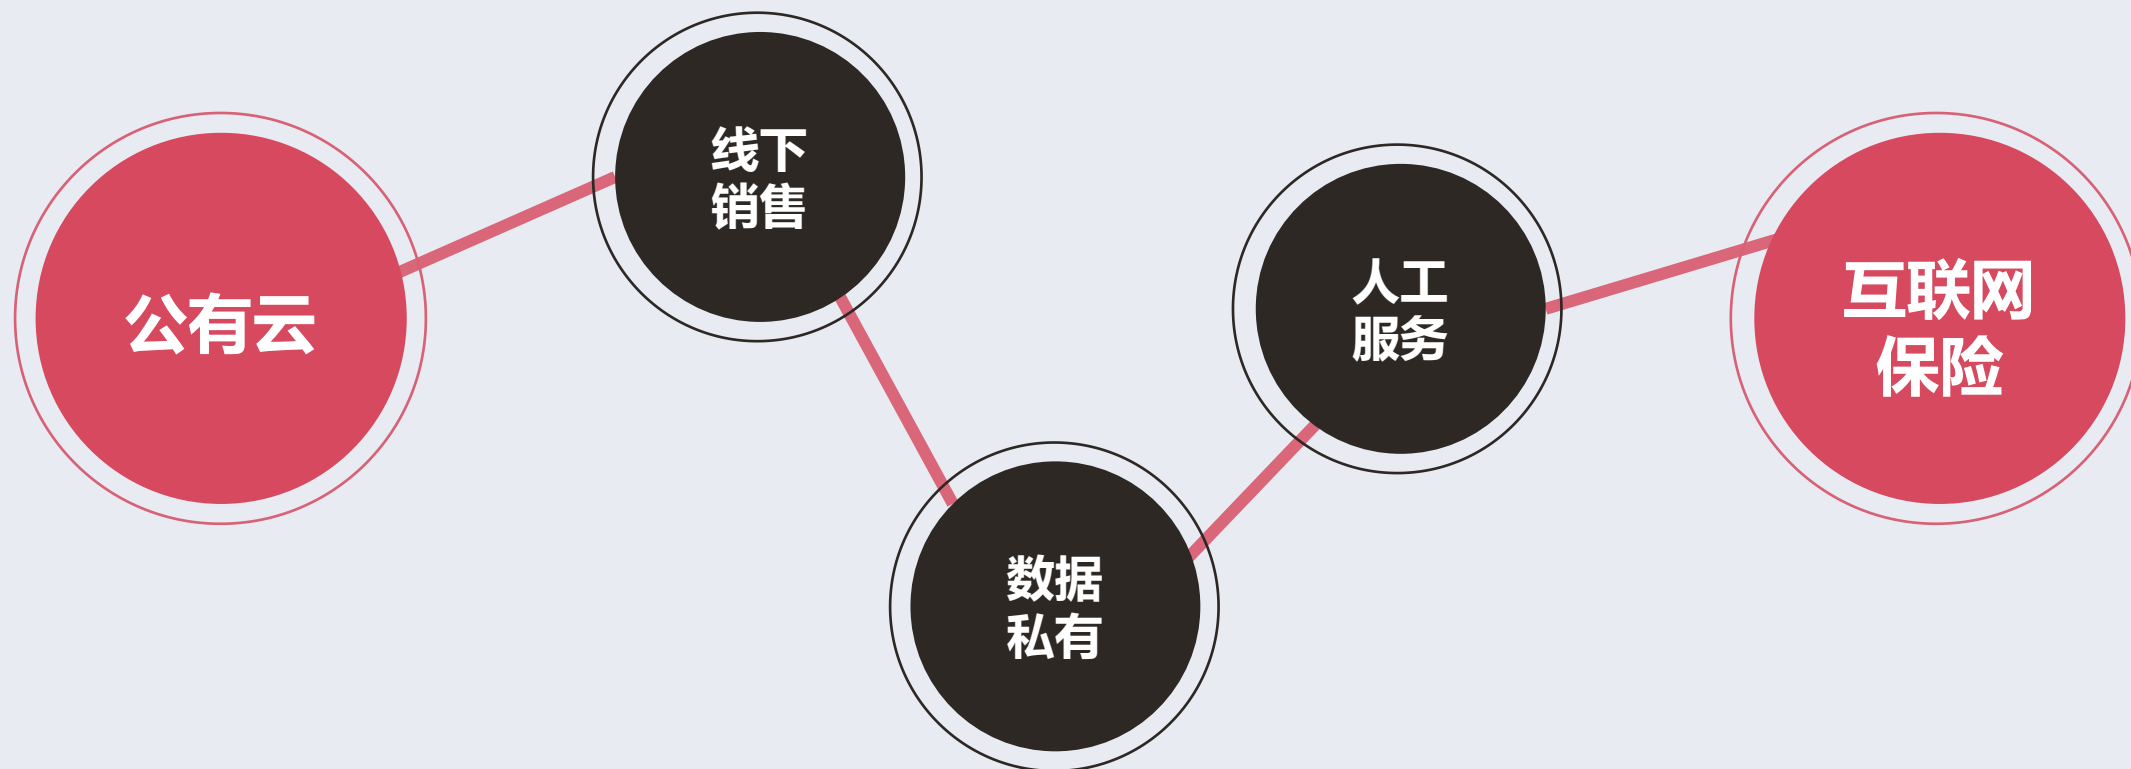 公有云
线下
销售
数据
私有
人工
服务
互联网
保险